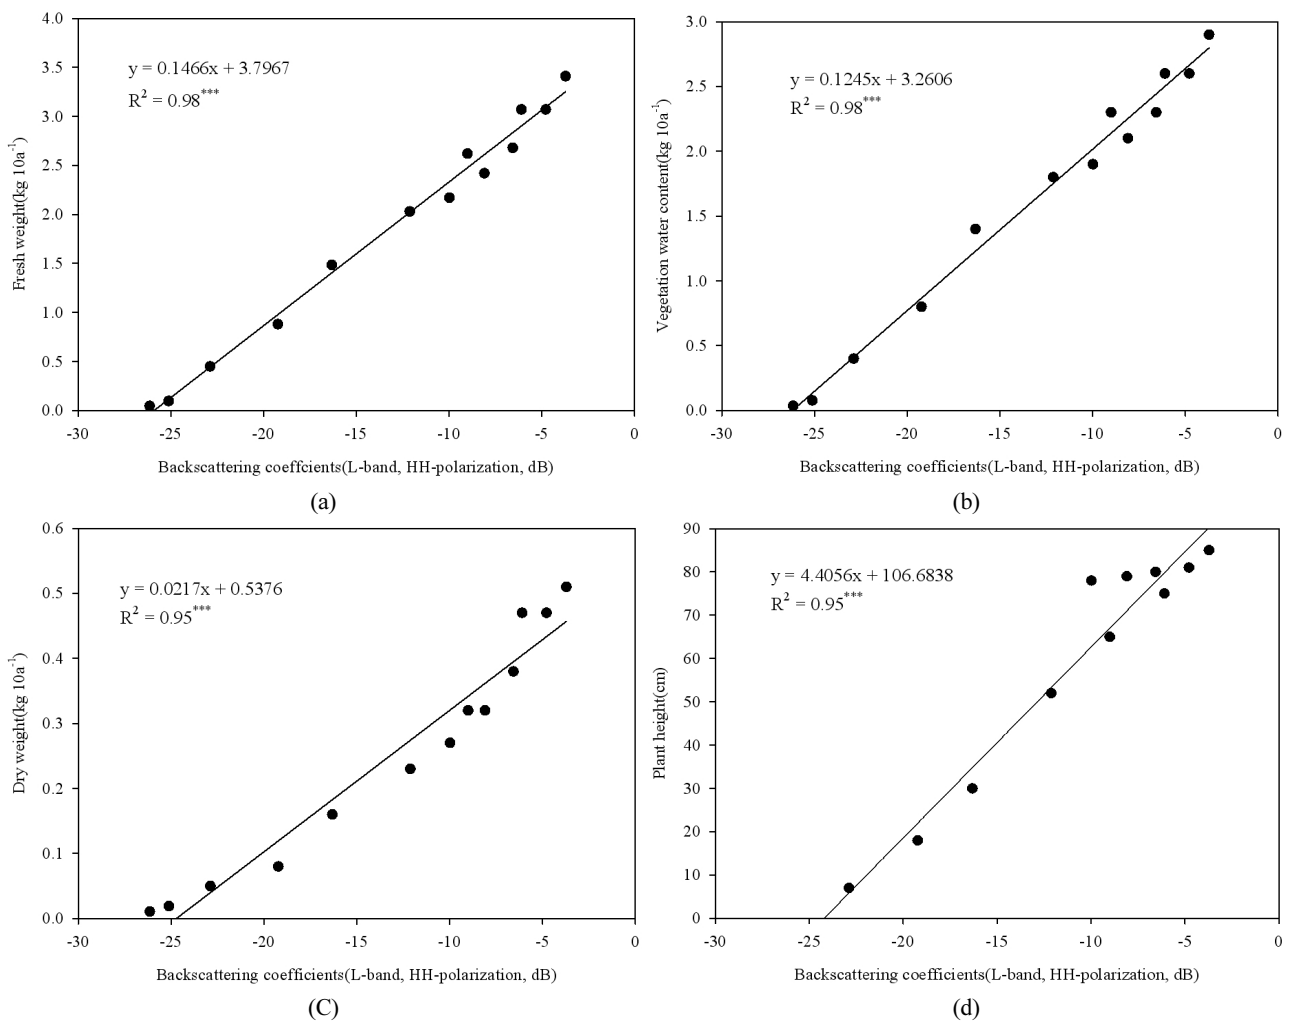 4.0
3.5
3.0
2.5
2.0
1.5
1.0
0.5
0.0
y = 0.1466x + 3.7967
R² = 0.98***
Fresh weight(kg 10a⁻¹)
-30 -25 -20 -15 -10 -5 0
Backscattering coeffcients(L-band, HH-polarization, dB)
(a)
3.0
2.5
2.0
1.5
1.0
0.5
0.0
y = 0.1245x + 3.2606
R² = 0.98***
Vegetation water content(kg 10a⁻¹)
-30 -25 -20 -15 -10 -5 0
Backscattering coefficients(L-band, HH-polarization, dB)
(b)
0.6
0.5
0.4
0.3
0.2
0.1
0.0
y = 0.0217x + 0.5376
R² = 0.95***
Dry weight(kg 10a⁻¹)
-30 -25 -20 -15 -10 -5 0
Backscattering coefficients(L-band, HH-polarization, dB)
(C)
90
80
70
60
50
40
30
20
10
0
y = 4.4056x + 106.6838
R² = 0.95***
Plant height(cm)
-30 -25 -20 -15 -10 -5 0
Backscattering coefficients(L-band, HH-polarization, dB)
(d)